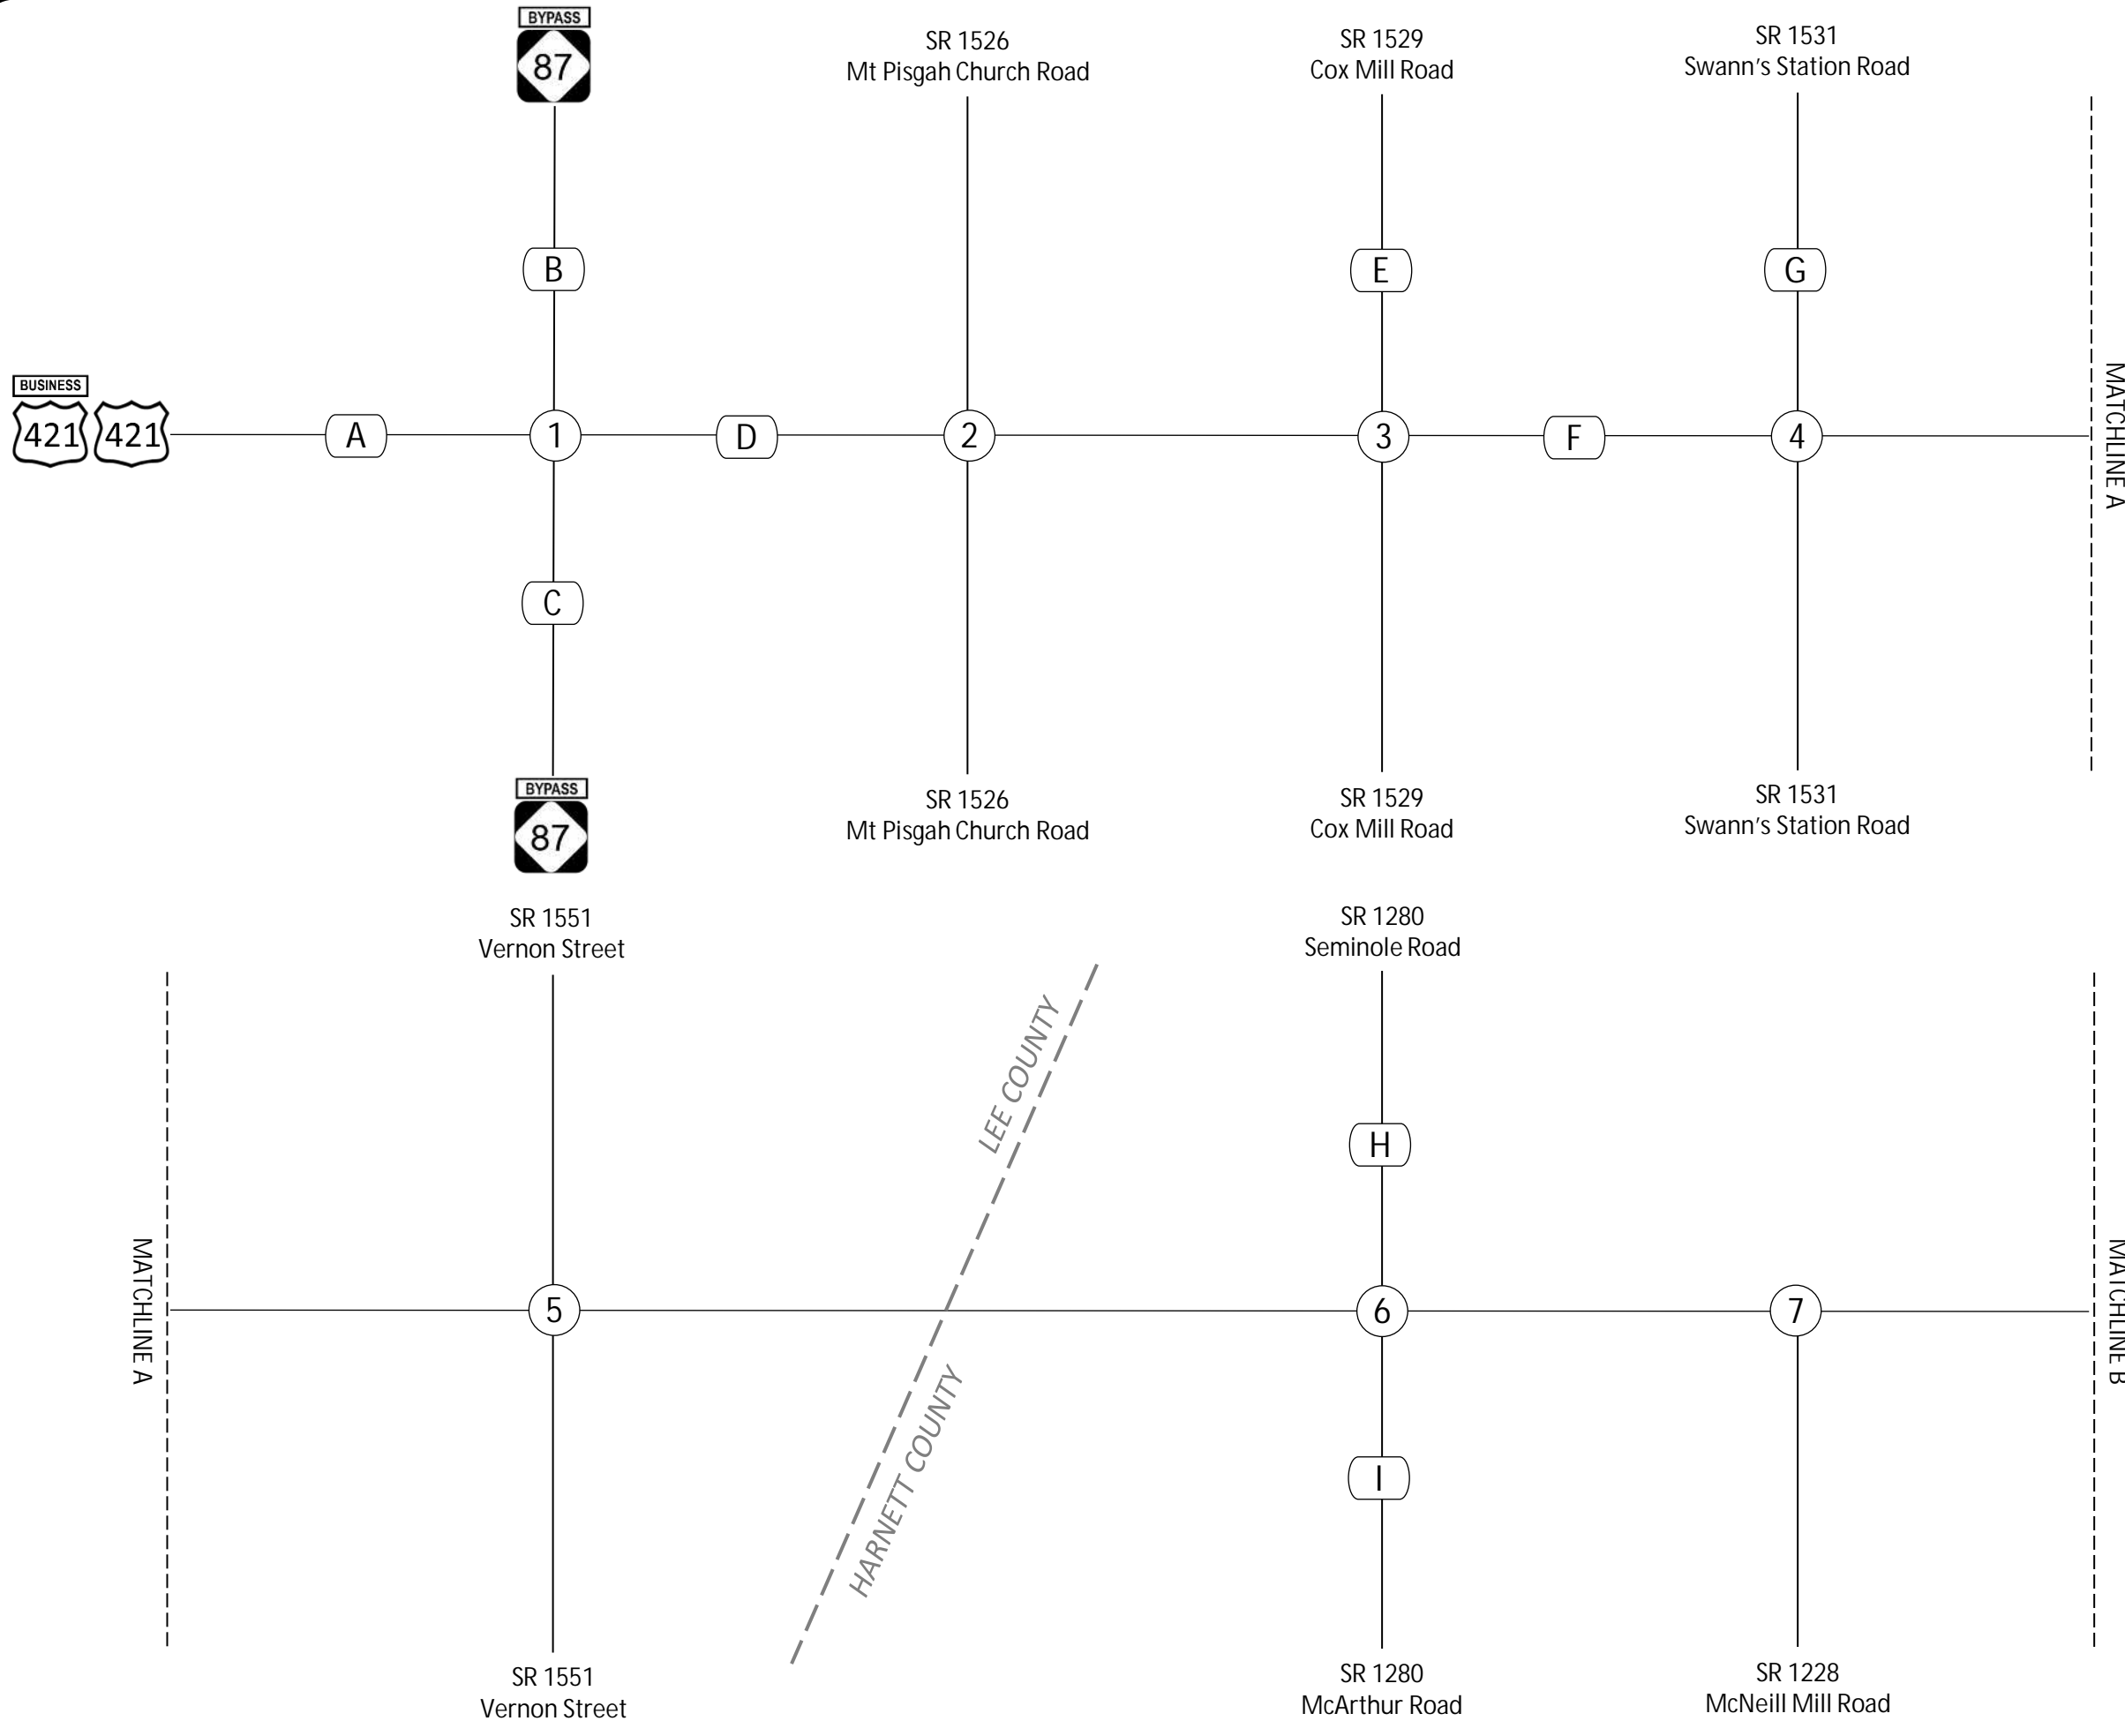 BYPASS
87
SR 1526
Mt Pisgah Church Road
SR 1529
Cox Mill Road
SR 1531
Swann's Station Road
B
E
G
BUSINESS
421
421
A
1
D
2
3
F
4
MATCHLINE A
C
BYPASS
87
SR 1526
Mt Pisgah Church Road
SR 1529
Cox Mill Road
SR 1531
Swann's Station Road
SR 1551
Vernon Street
SR 1280
Seminole Road
LEE COUNTY
H
MATCHLINE A
5
6
7
MATCHLINE B
HARNETT COUNTY
I
SR 1551
Vernon Street
SR 1280
McArthur Road
SR 1228
McNeill Mill Road